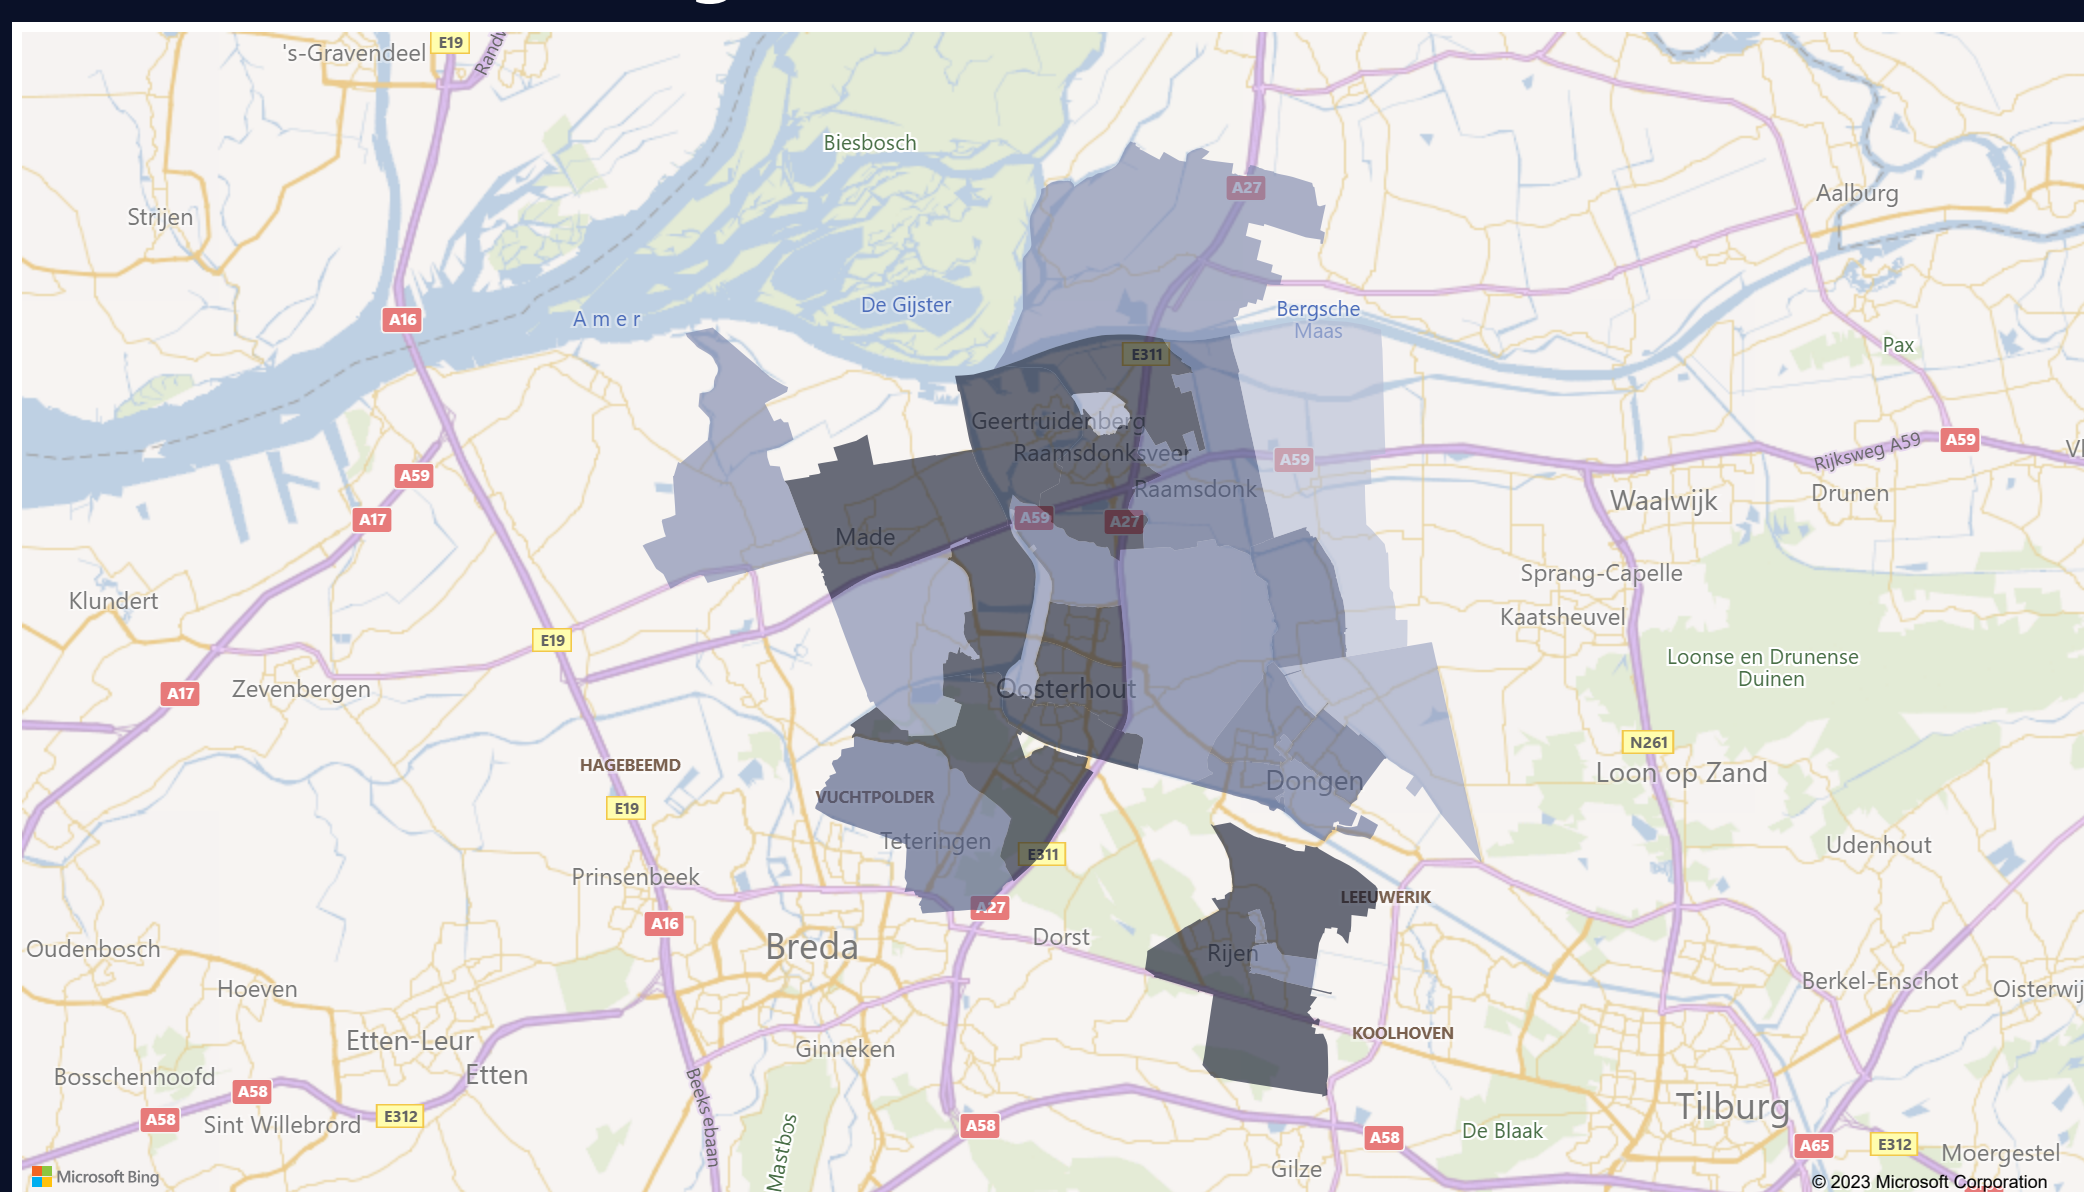 E19
Randw
's-Gravendeel
Biesbosch
A27
Aalburg
Strijen
De Gijster
Bergsche
Maas
Amer
A16
E311
Pax
Geertruidenberg
Raamsdonksveer
Rijksweg A59
A59
A59
A59
Raamsdonk
Waalwijk
Drunen
A17
A59
A27
Made
Sprang-Capelle
Klundert
Kaatsheuvel
E19
Loonse en Drunense
Duinen
Zevenbergen
A17
Oosterhout
N261
HAGEBEEMD
Loon op Zand
Dongen
VUCHTPOLDER
E19
Teteringen
E311
Udenhout
Prinsenbeek
LEEUWERIK
A27
A16
Dorst
Breda
Oudenbosch
Rijen
Hoeven
Berkel-Enschot
Oisterwij
Etten-Leur
KOOLHOVEN
Ginneken
Etten
Bosschenhoofd
A58
Beeksebaan
Tilburg
A58
E312
Sint Willebrord
A58
A58
De Blaak
Mastbos
A65
E312
Moergestel
Gilze
Microsoft Bing
© 2023 Microsoft Corporation